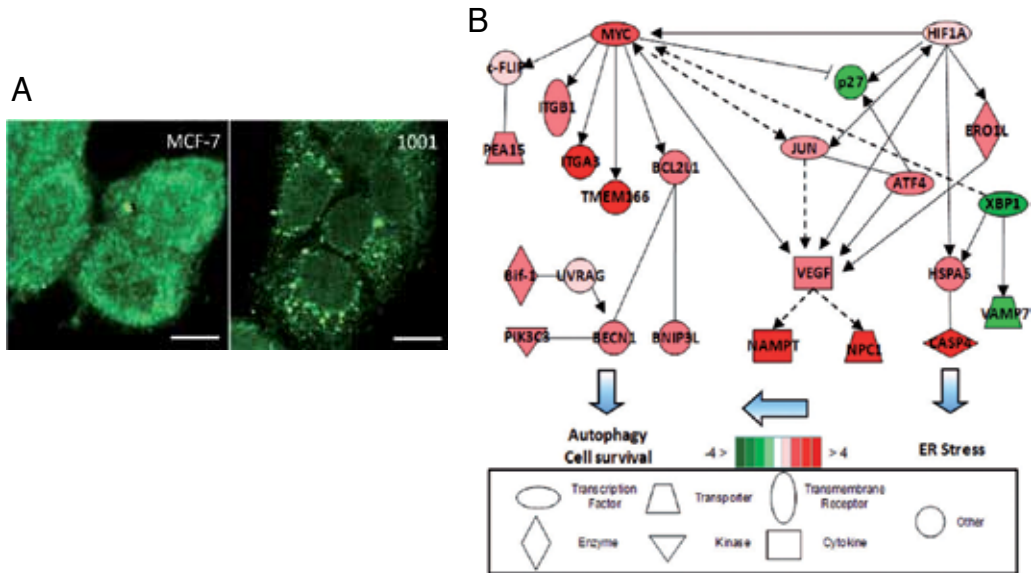 A
MCF-7
1001
B
MYC
HIF1A
c-FLIP
p27
ITGB1
ERO1L
PEA15
ITGA3
JUN
BCL2L1
TMEM166
ATF4
XBP1
Bif-1
UVRAG
VEGF
HSPA5
VAMP7
PIK3C3
BECN1
BNIP3L
NAMPT
NPC1
CASP4
Autophagy
Cell survival
-4 >
> 4
ER Stress
Transcription
Factor
Transporter
Transmembrane
Receptor
Other
Enzyme
Kinase
Cytokine